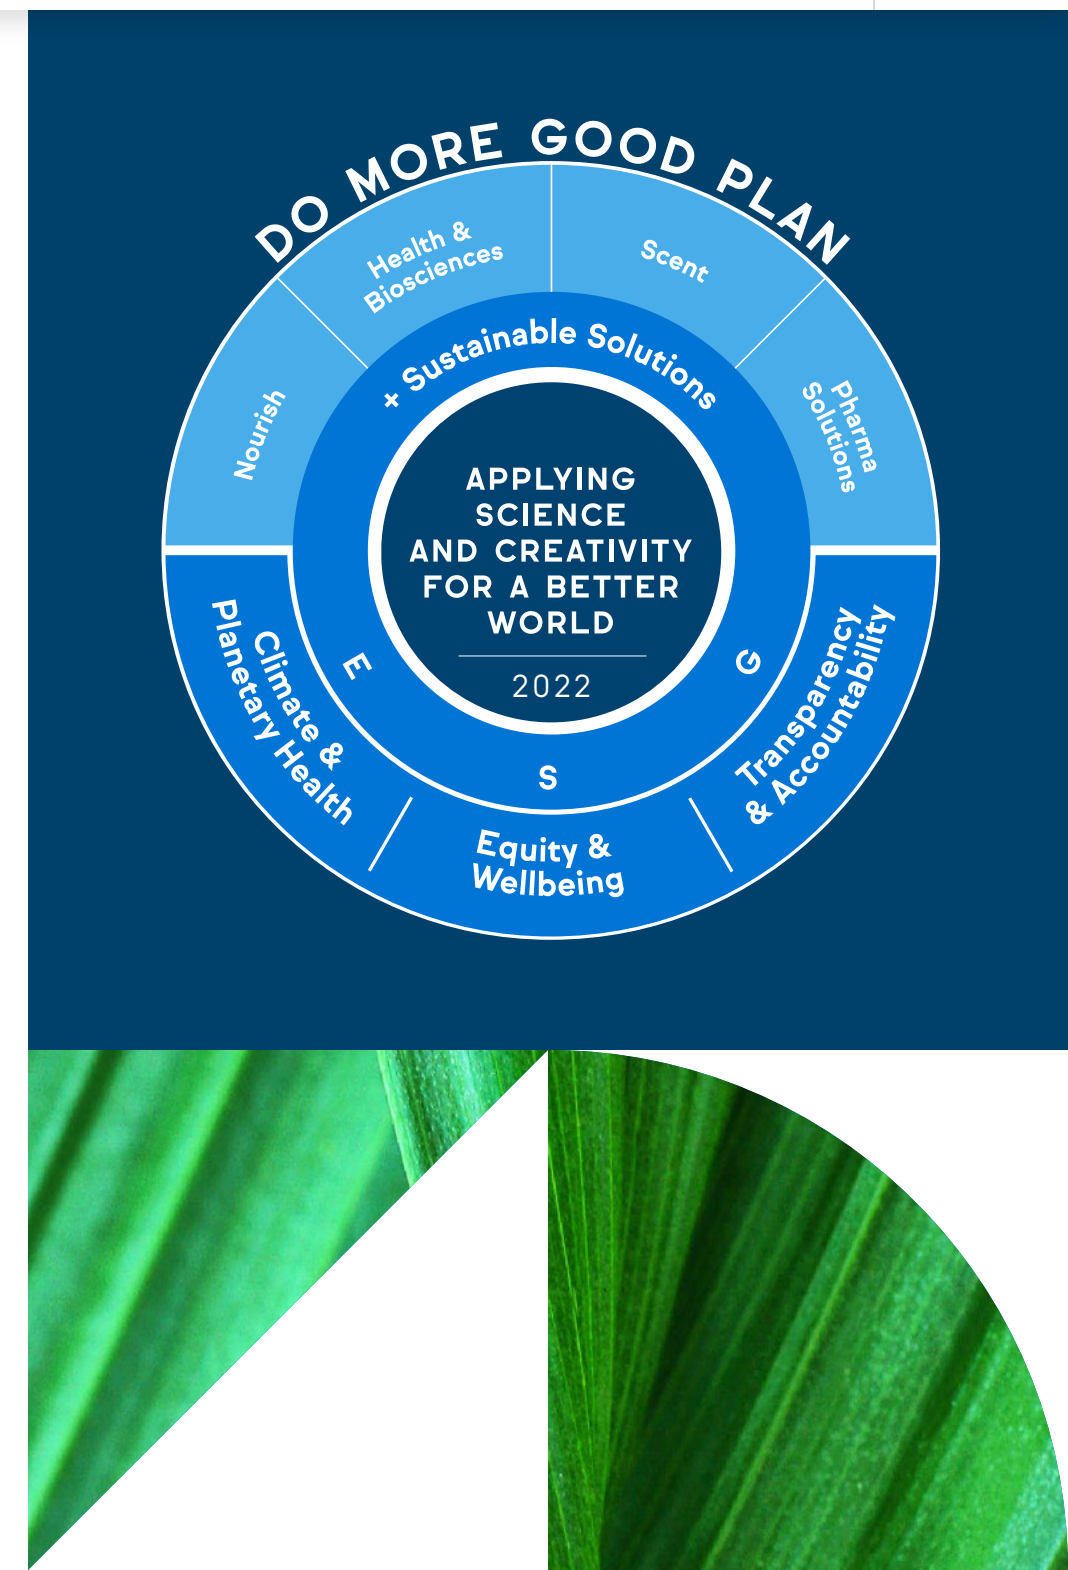 DO MORE GOOD PLAN
Health &
Biosciences
Scent
Nourish
Pharma
Solutions
+ Sustainable Solutions
APPLYING
SCIENCE
AND CREATIVITY
FOR A BETTER
WORLD
2022
E
S
G
Climate &
Planetary Health
Equity &
Wellbeing
Transparency
& Accountability